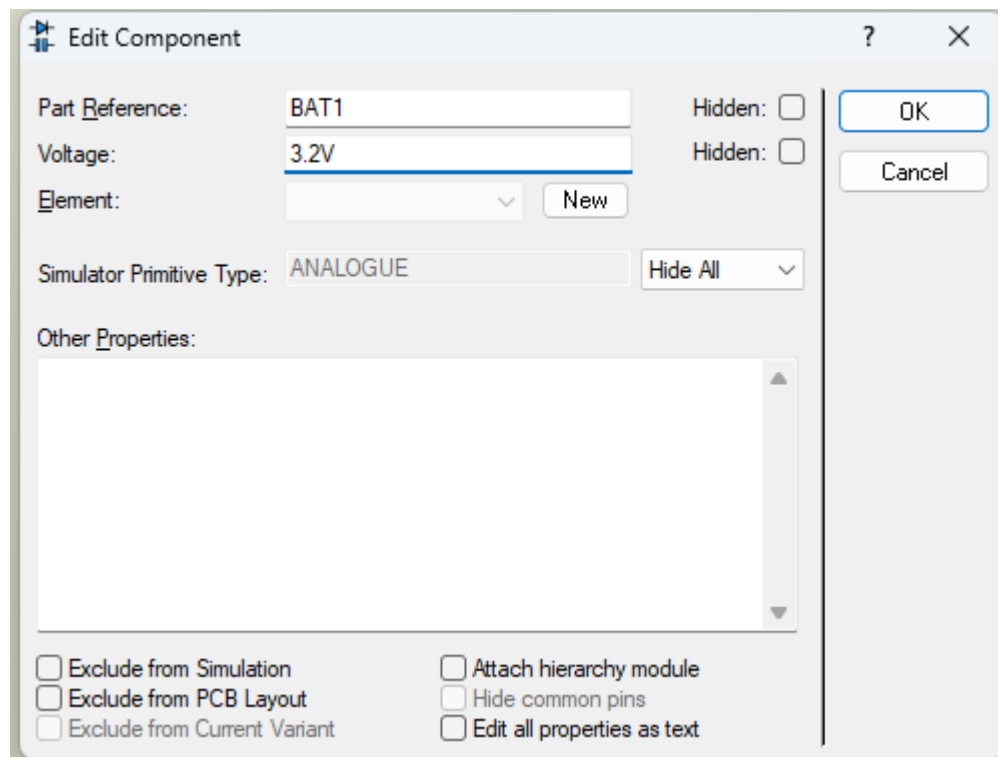 Edit Component ?
Part Reference: BAT1 Hidden: OK
Voltage: 3.2V Hidden: Cancel
Element: New
Simulator Primitive Type: ANALOGUE Hide All
Other Properties:
Exclude from Simulation Attach hierarchy module
Exclude from PCB Layout Hide common pins
Exclude from Current Variant Edit all properties as text